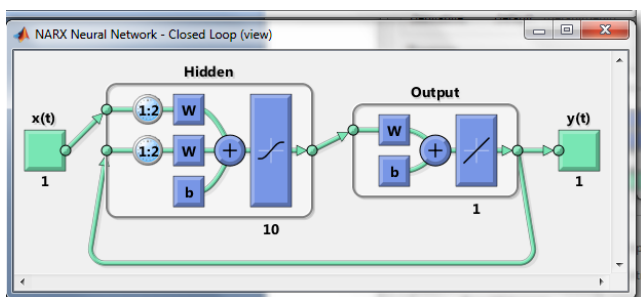 NARX Neural Network - Closed Loop (view)
Hidden
Output
x(t)
y(t)
1:2
W
1:2
W
b
W
b
1
10
1
1